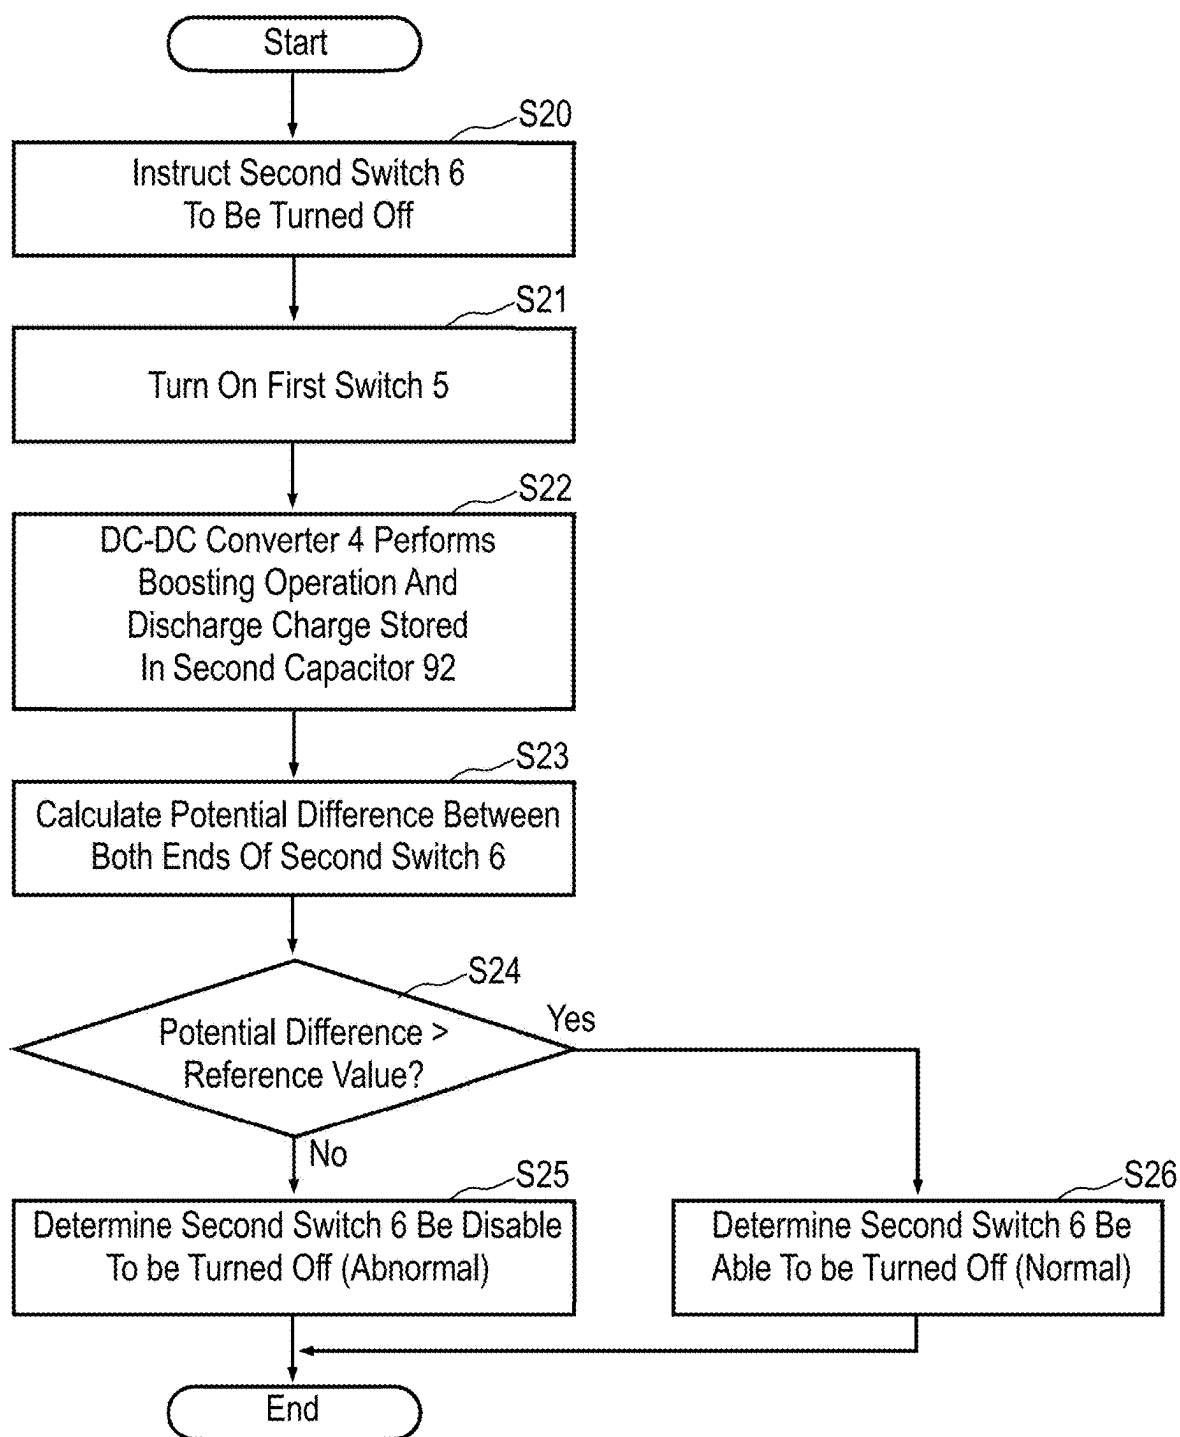 Start
S20
Instruct Second Switch 6
To Be Turned Off
S21
Turn On First Switch 5
S22
DC-DC Converter 4 Performs
Boosting Operation And
Discharge Charge Stored
In Second Capacitor 92
S23
Calculate Potential Difference Between
Both Ends Of Second Switch 6
S24
Potential Difference >
Reference Value?
Yes
No
S25
Determine Second Switch 6 Be Disable
To be Turned Off (Abnormal)
S26
Determine Second Switch 6 Be
Able To be Turned Off (Normal)
End